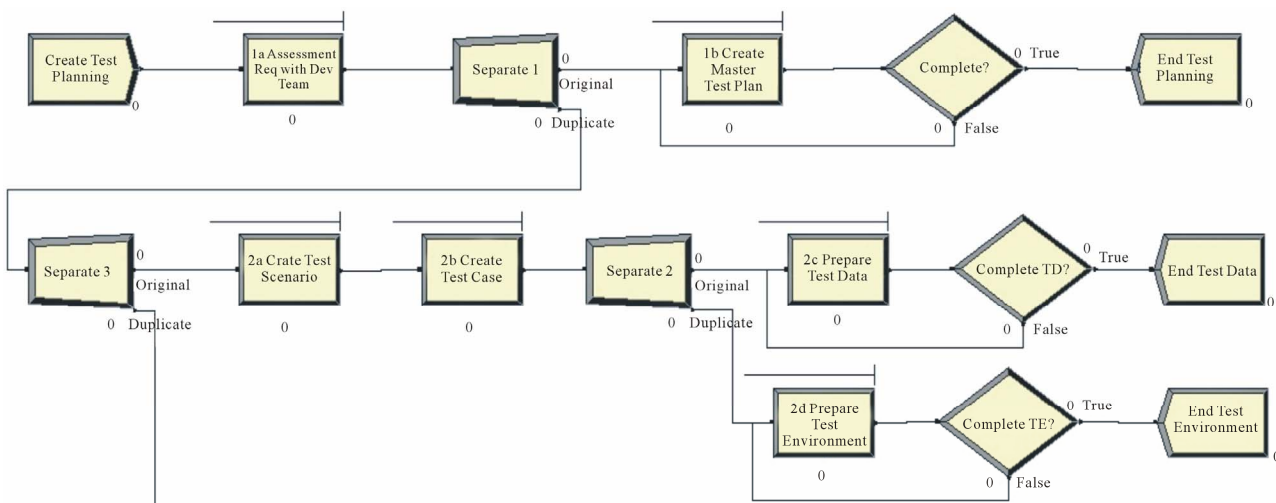 Create Test
Planning
0
1a Assessment
Req with Dev
Team
0
Separate 1
0
Original
0 Duplicate
1b Create
Master
Test Plan
0
Complete?
0 True
0 False
End Test
Planning
0
Separate 3
0
Original
0 Duplicate
2a Crate Test
Scenario
0
2b Create
Test Case
0
Separate 2
0
Original
0 Duplicate
2c Prepare
Test Data
0
Complete TD?
0
True
0 False
End Test Data
0
2d Prepare
Test
Environment
0
Complete TE?
0 True
0 False
End Test
Environment
0